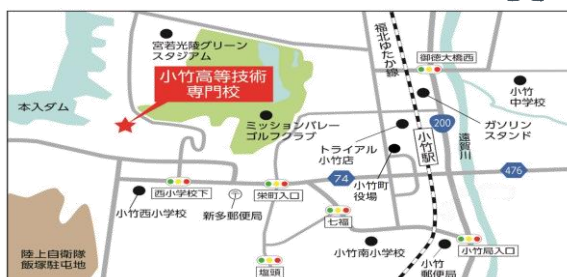 宮若光陵グリーン
スタジアム
福北ゆたか線
御徳大橋西
小竹高等技術
専門校
小竹
中学校
本入ダム
ミッションバレー
ゴルフクラブ
トライアル
小竹店
小竹駅
200
ガソリン
スタンド
遠賀川
74
476
小竹町
役場
西小学校下
小竹西小学校
新多郵便局
栄町入口
七福
小竹南小学校
小竹
郵便局
小竹局入口
陸上自衛隊
飯塚駐屯地
塩頭